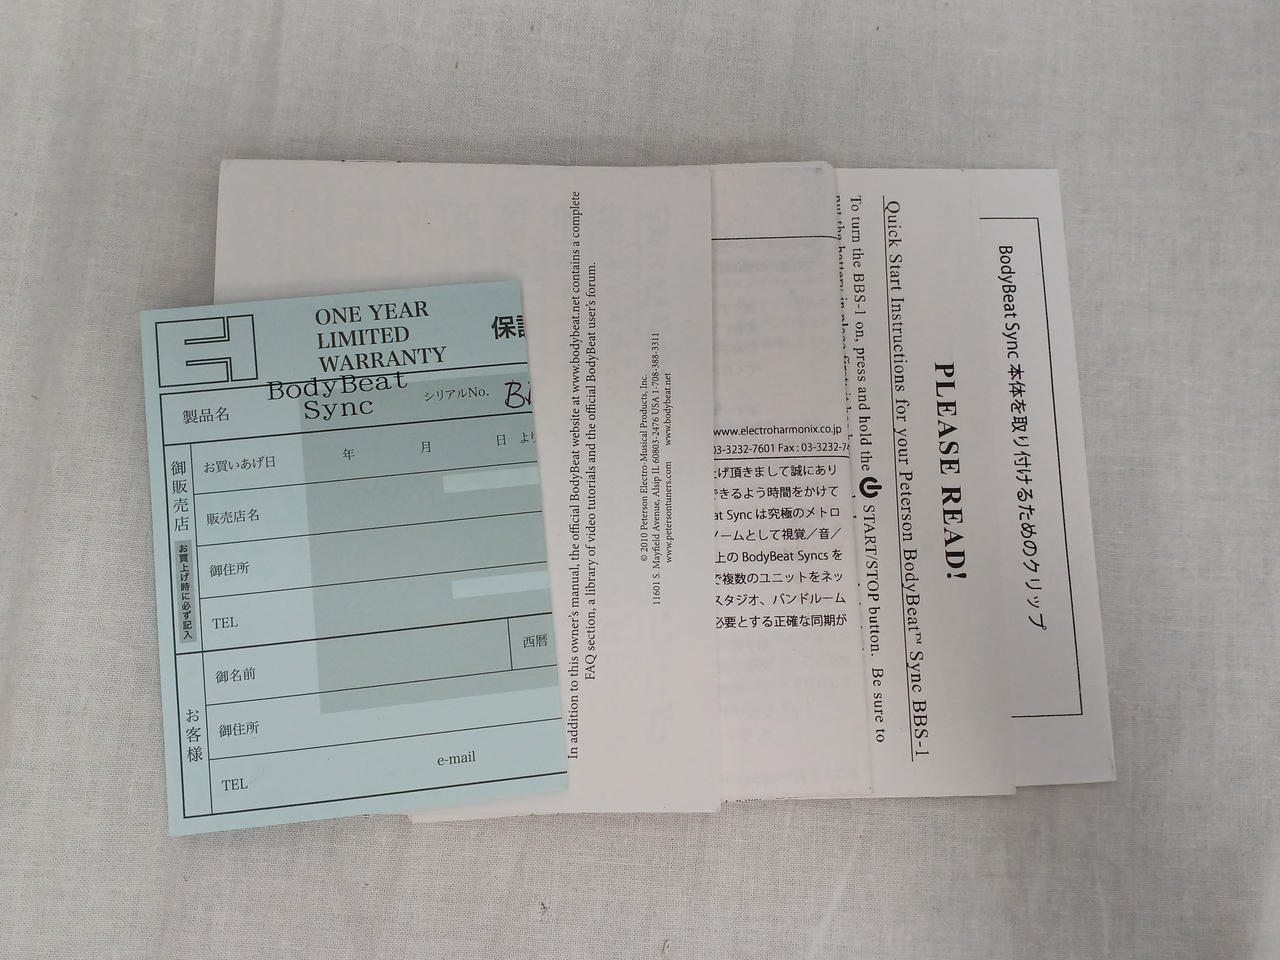 ONE YEAR
LIMITED
WARRANTY
BodyBeat
Sync
製品名
シリアルNo.
御販売店
お買上げ時に必ず記入
お買いあげ日
年 月 日 より
販売店名
御住所
TEL
お客様
御名前
西暦
御住所
TEL
e-mail
In addition to this owner's manual, the official BodyBeat website at www.bodybeat.net contains a complete
FAQ section, a library of video tutorials and the official BodyBeat user's forum.
© 2010 Peterson Electro-Musical Products, Inc.
11601 S. Mayfield Avenue, Alsip IL 60803-2476 USA 1-708-388-3311
www.petersontuners.com www.bodybeat.net
www.electroharmonix.co.jp
03-3232-7601 Fax : 03-3232-
げ頂きまして誠にあり
できるよう時間をかけて
at Sync は究極のメトロ
ノームとして視覚／音／
上の BodyBeat Syncs を
で複数のユニットをネッ
スタジオ、バンドルーム
必要とする正確な同期が
PLEASE READ!
Quick Start Instructions for your Peterson BodyBeat™ Sync BBS-1
To turn the BBS-1 on, press and hold the START/STOP button. Be sure to
BodyBeat Sync 本体を取り付けるためのクリップ